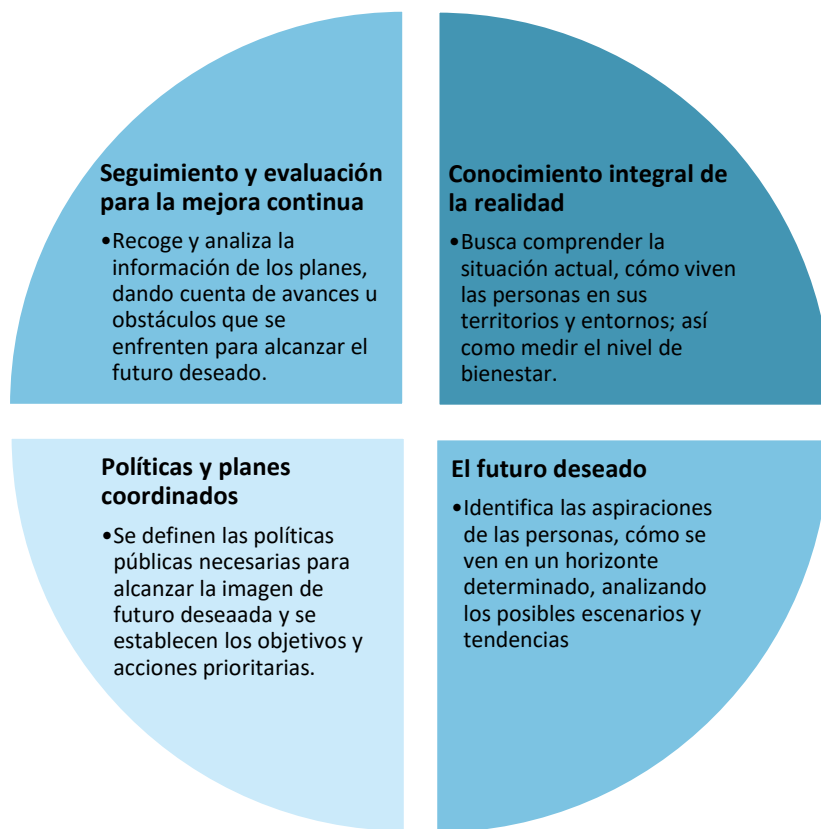 Seguimiento y evaluación
para la mejora continua
•Recoge y analiza la
información de los planes,
dando cuenta de avances u
obstáculos que se
enfrenten para alcanzar el
futuro deseado.
Conocimiento integral de
la realidad
•Busca comprender la
situación actual, cómo viven
las personas en sus
territorios y entornos; así
como medir el nivel de
bienestar.
Políticas y planes
coordinados
•Se definen las políticas
públicas necesarias para
alcanzar la imagen de
futuro deseaada y se
establecen los objetivos y
acciones prioritarias.
El futuro deseado
•Identifica las aspiraciones
de las personas, cómo se
ven en un horizonte
determinado, analizando
los posibles escenarios y
tendencias